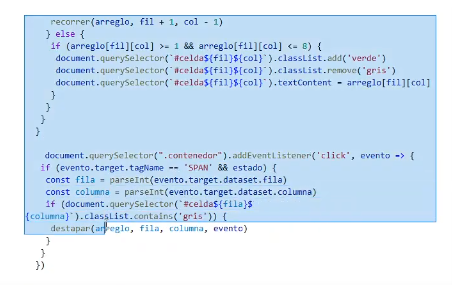 recorrer(arreglo, fil + 1, col - 1)
} else {
if (arreglo[fil][col] >= 1 && arreglo[fil][col] <= 8) {
document.querySelector(`#celda${fil}${col}`).classList.add('verde')
document.querySelector(`#celda${fil}${col}`).classList.remove('gris')
document.querySelector(`#celda${fil}${col}`).textContent = arreglo[fil][col]
}
}
}
}
document.querySelector(".contenedor").addEventListener('click', evento => {
if (event.target.tagName == 'SPAN' && estado) {
const fila = parseInt(evento.target.dataset.fila)
const columna = parseInt(evento.target.dataset.columna)
if (document.querySelector(`#celda${fila}$
{columna}`).classList.contains('gris')) {
destapar(arreglo, fila, columna, evento)
}
}
})